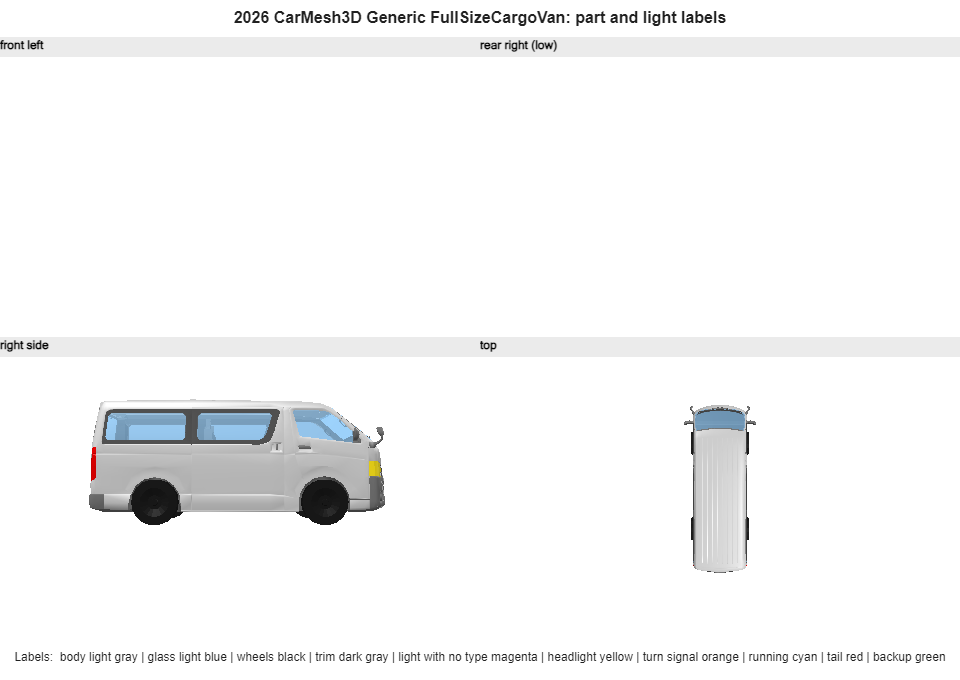 2026 CarMesh3D Generic FullSizeCargoVan: part and light labels
front left
rear right (low)
right side
top
Labels:  body light gray | glass light blue | wheels black | trim dark gray | light with no type magenta | headlight yellow | turn signal orange | running cyan | tail red | backup green